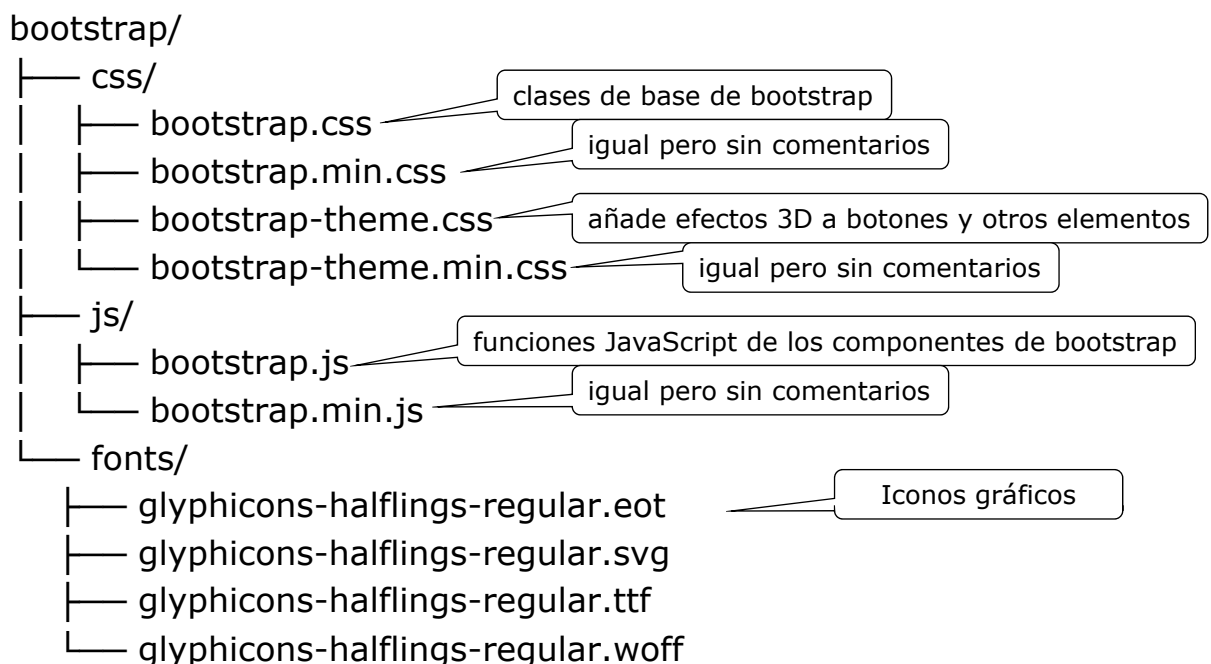 bootstrap/
├── css/
│ ├── bootstrap.css
clases de base de bootstrap
│ ├── bootstrap.min.css
igual pero sin comentarios
│ ├── bootstrap-theme.css
añade efectos 3D a botones y otros elementos
│ └── bootstrap-theme.min.css
igual pero sin comentarios
├── js/
│ ├── bootstrap.js
funciones JavaScript de los componentes de bootstrap
│ └── bootstrap.min.js
igual pero sin comentarios
└── fonts/
├── glyphicons-halflings-regular.eot
Iconos gráficos
├── glyphicons-halflings-regular.svg
├── glyphicons-halflings-regular.ttf
└── glyphicons-halflings-regular.woff